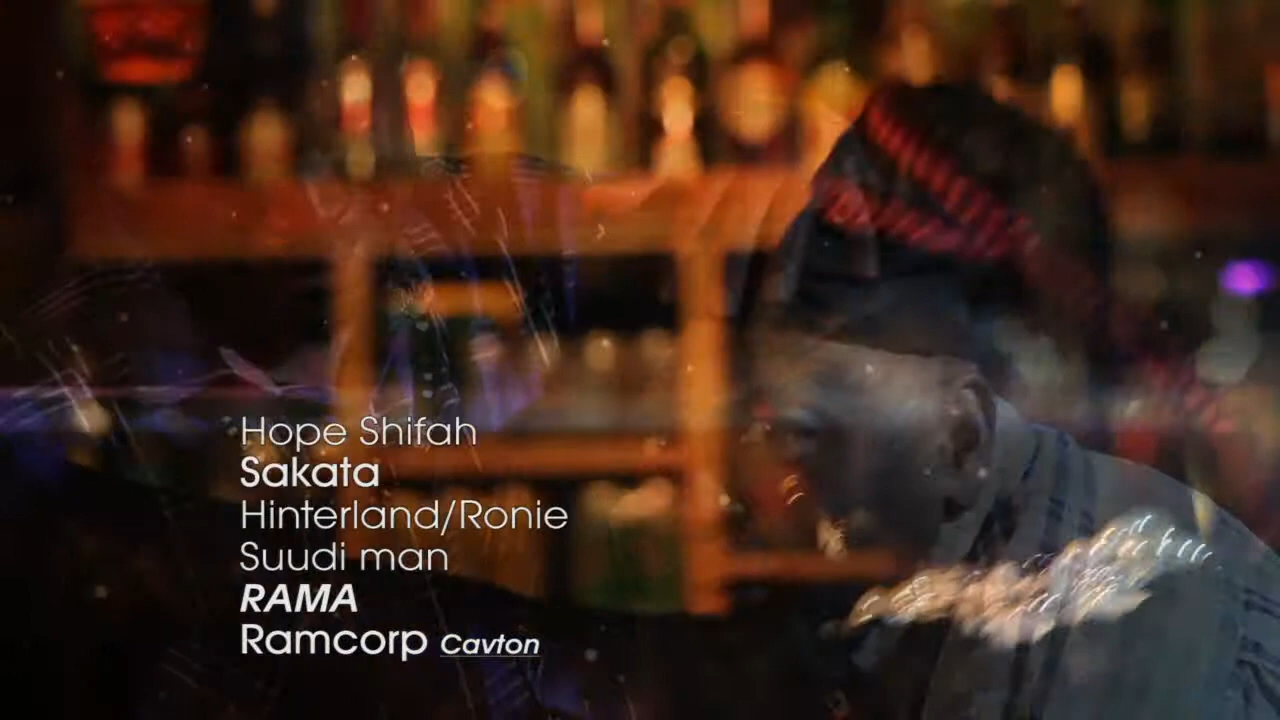 Hope Shifah
Sakata
Hinterland/Ronie
Suudi man
RAMA
Ramcorp Cavton